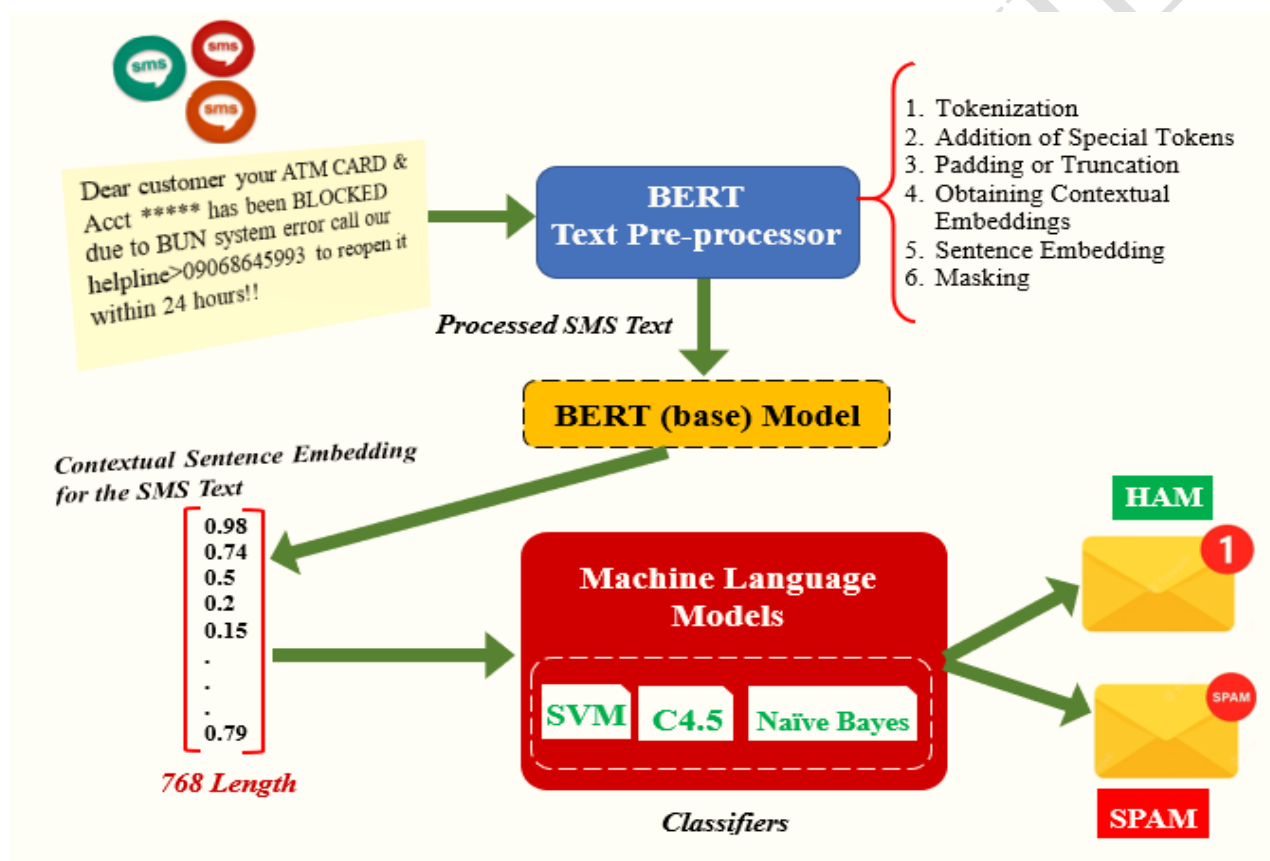 sms
sms
sms
Dear customer your ATM CARD &
Acct ***** has been BLOCKED
due to BUN system error call our
helpline>09068645993 to reopen it
within 24 hours!!
BERT
Text Pre-processor
1. Tokenization
2. Addition of Special Tokens
3. Padding or Truncation
4. Obtaining Contextual
Embeddings
5. Sentence Embedding
6. Masking
Processed SMS Text
BERT (base) Model
Contextual Sentence Embedding
for the SMS Text
0.98
0.74
0.5
0.2
0.15
.
.
.
0.79
768 Length
Machine Language
Models
SVM
C4.5
Naïve Bayes
Classifiers
HAM
1
SPAM
SPAM